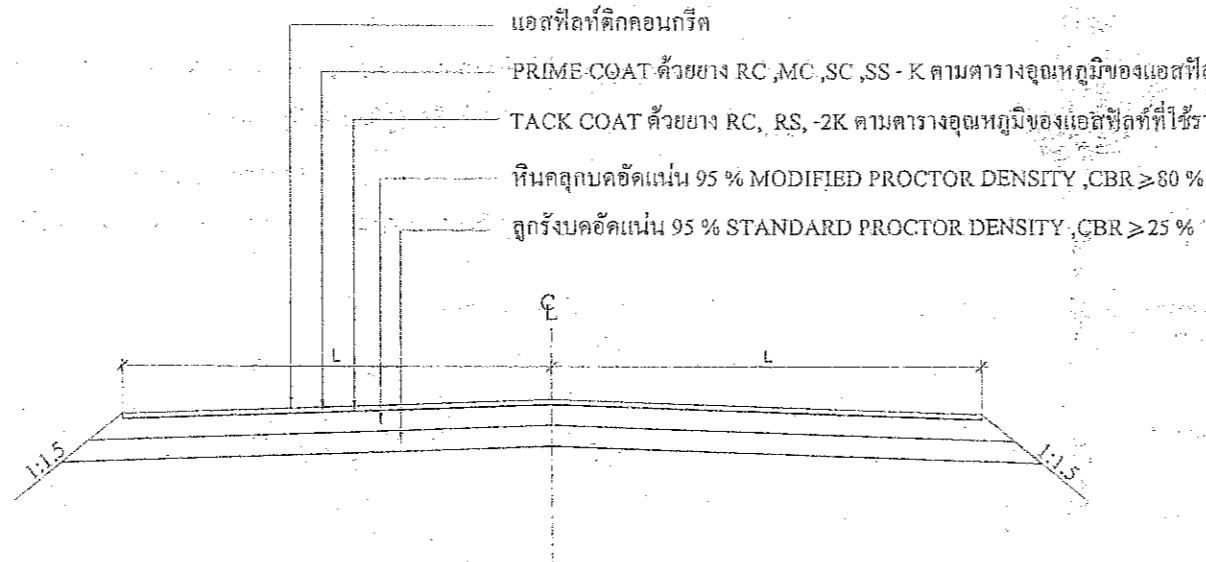 แอสฟัลท์ติกคอนกรีต
PRIME COAT ด้วยยาง RC ,MC ,SC ,SS - K ตามตารางอุณหภูมิของแอสฟัล
TACK COAT ด้วยยาง RC, RS, -2K ตามตารางอุณหภูมิของแอสฟัลท์ที่ใช้รา
หินคลุกบดอัดแน่น 95 % MODIFIED PROCTOR DENSITY ,CBR ≥ 80 %
ลูกรังบดอัดแน่น 95 % STANDARD PROCTOR DENSITY ,CBR ≥ 25 %
℄
L L
1:1.5 1:1.5